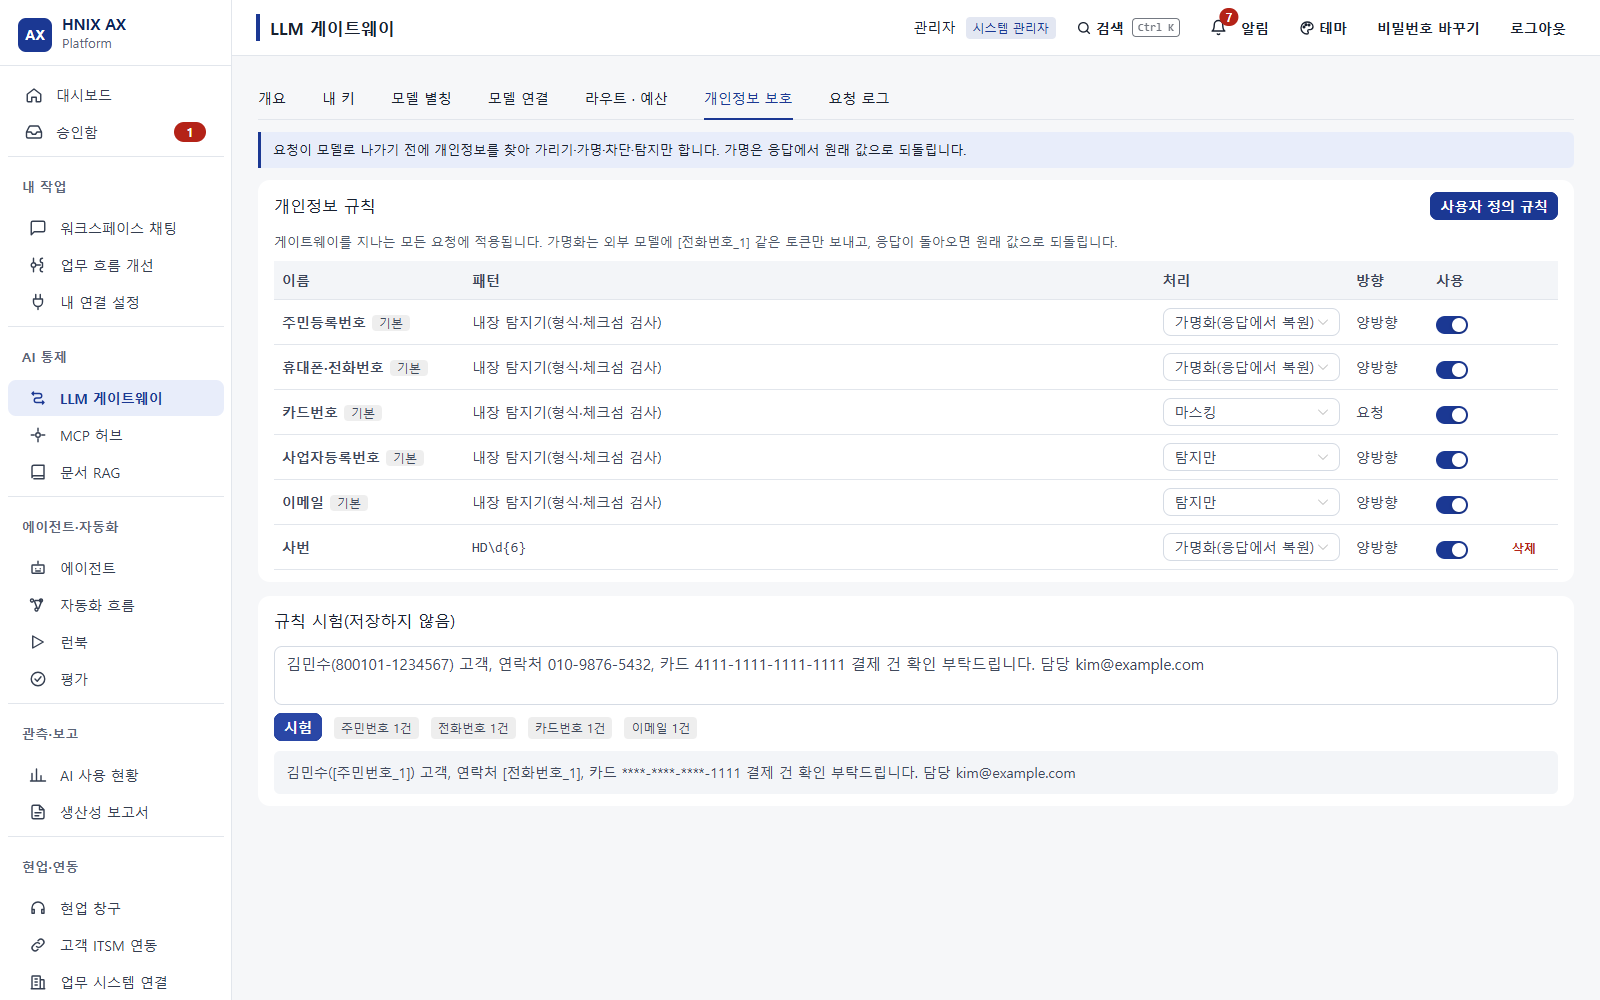 AX
HNIX AX
Platform
대시보드
승인함 1
내 작업
워크스페이스 채팅
업무 흐름 개선
내 연결 설정
AI 통제
LLM 게이트웨이
MCP 허브
문서 RAG
에이전트·자동화
에이전트
자동화 흐름
런북
평가
관측·보고
AI 사용 현황
생산성 보고서
현업·연동
현업 창구
고객 ITSM 연동
업무 시스템 연결
LLM 게이트웨이
관리자 시스템 관리자 검색 Ctrl K 7 알림 테마 비밀번호 바꾸기 로그아웃
개요 내 키 모델 별칭 모델 연결 라우트 · 예산 개인정보 보호 요청 로그
요청이 모델로 나가기 전에 개인정보를 찾아 가리기·가명·차단·탐지만 합니다. 가명은 응답에서 원래 값으로 되돌립니다.
개인정보 규칙 사용자 정의 규칙
게이트웨이를 지나는 모든 요청에 적용됩니다. 가명화는 외부 모델에 [전화번호_1] 같은 토큰만 보내고, 응답이 돌아오면 원래 값으로 되돌립니다.
이름 패턴 처리 방향 사용
주민등록번호 기본 내장 탐지기(형식·체크섬 검사) 가명화(응답에서 복원) 양방향
휴대폰·전화번호 기본 내장 탐지기(형식·체크섬 검사) 가명화(응답에서 복원) 양방향
카드번호 기본 내장 탐지기(형식·체크섬 검사) 마스킹 요청
사업자등록번호 기본 내장 탐지기(형식·체크섬 검사) 탐지만 양방향
이메일 기본 내장 탐지기(형식·체크섬 검사) 탐지만 양방향
사번 HD\d{6} 가명화(응답에서 복원) 양방향 삭제
규칙 시험(저장하지 않음)
김민수(800101-1234567) 고객, 연락처 010-9876-5432, 카드 4111-1111-1111-1111 결제 건 확인 부탁드립니다. 담당 kim@example.com
시험 주민번호 1건 전화번호 1건 카드번호 1건 이메일 1건
김민수([주민번호_1]) 고객, 연락처 [전화번호_1], 카드 ****-****-****-1111 결제 건 확인 부탁드립니다. 담당 kim@example.com